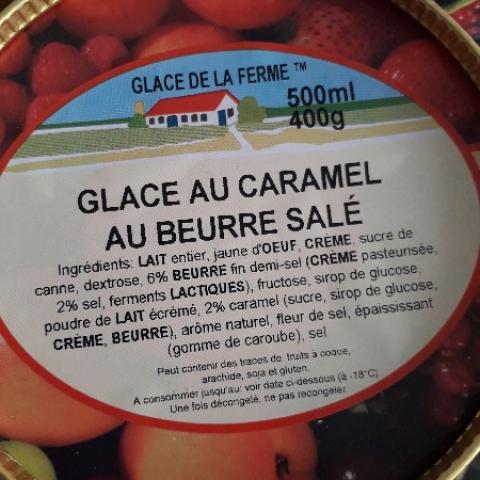 GLACE DE LA FERME ™
500ml
400g
GLACE AU CARAMEL
AU BEURRE SALÉ
Ingrédients: LAIT entier, jaune d'OEUF, CRÈME, sucre de
canne, dextrose, 6% BEURRE fin demi-sel (CRÈME pasteurisée,
2% sel, ferments LACTIQUES), fructose, sirop de glucose,
poudre de LAIT écrémé, 2% caramel (sucre, sirop de glucose,
CRÈME, BEURRE), arôme naturel, fleur de sel, épaississant
(gomme de caroube), sel
Peut contenir des traces de fruits à coque,
arachide, soja et gluten.
A consommer jusqu'au: voir date ci-dessous (à -18°C)
Une fois décongelé, ne pas recongeler.